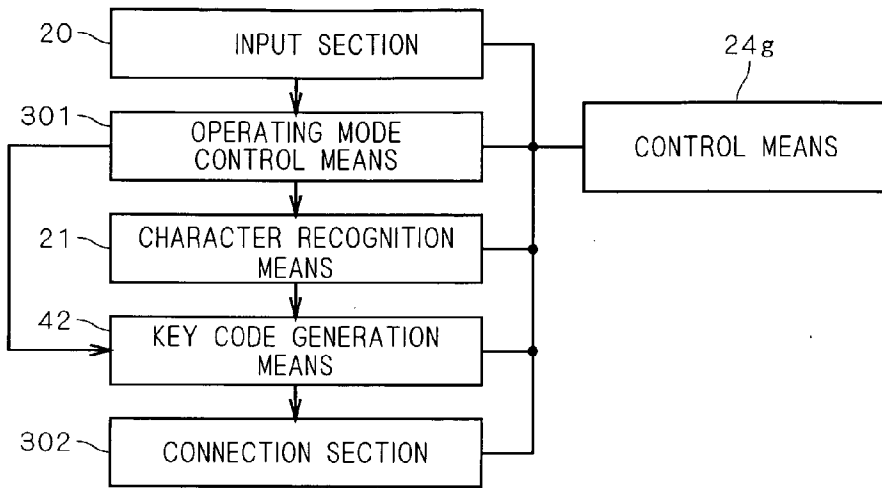 20
INPUT SECTION
24g
301
OPERATING MODE
CONTROL MEANS
CONTROL MEANS
21
CHARACTER RECOGNITION
MEANS
42
KEY CODE GENERATION
MEANS
302
CONNECTION SECTION